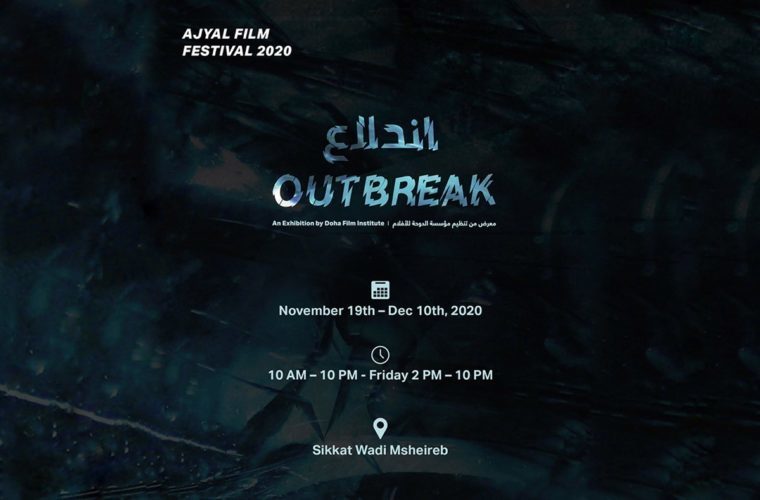 AJYAL FILM
FESTIVAL 2020
اندلاع
OUTBREAK
An Exhibition by Doha Film Institute | معرض من تنظيم مؤسسة الدوحة للأفلام
November 19th – Dec 10th, 2020
10 AM – 10 PM - Friday 2 PM – 10 PM
Sikkat Wadi Msheireb